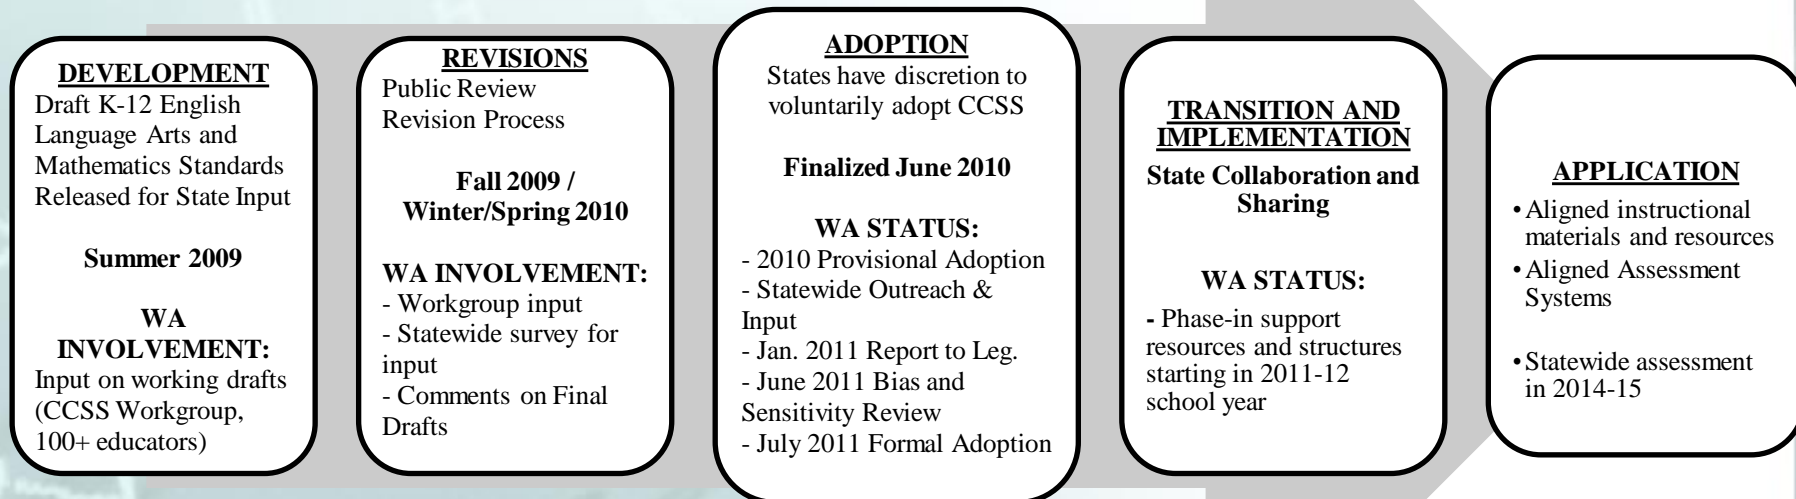 DEVELOPMENT
Draft K-12 English
Language Arts and
Mathematics Standards
Released for State Input
Summer 2009
WA
INVOLVEMENT:
Input on working drafts
(CCSS Workgroup,
100+ educators)
REVISIONS
Public Review
Revision Process
Fall 2009 /
Winter/Spring 2010
WA INVOLVEMENT:
- Workgroup input
- Statewide survey for
input
- Comments on Final
Drafts
ADOPTION
States have discretion to
voluntarily adopt CCSS
Finalized June 2010
WA STATUS:
- 2010 Provisional Adoption
- Statewide Outreach &
Input
- Jan. 2011 Report to Leg.
- June 2011 Bias and
Sensitivity Review
- July 2011 Formal Adoption
TRANSITION AND
IMPLEMENTATION
State Collaboration and
Sharing
WA STATUS:
- Phase-in support
resources and structures
starting in 2011-12
school year
APPLICATION
•Aligned instructional
materials and resources
•Aligned Assessment
Systems
•Statewide assessment
in 2014-15